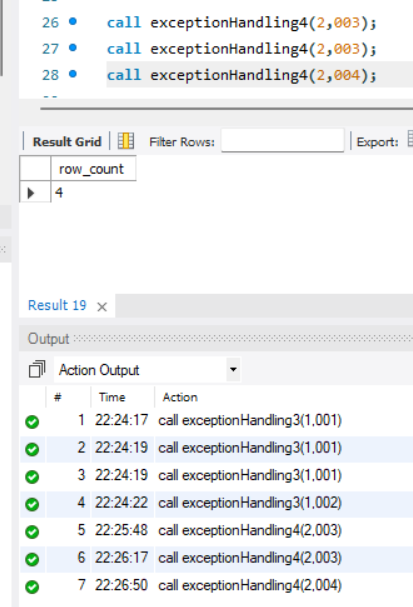 26 call exceptionHandling4(2,003);
27 call exceptionHandling4(2,003);
28 call exceptionHandling4(2,004);
Result Grid Filter Rows: Export:
row_count
4
Result 19 ×
Output
Action Output
# Time Action
1 22:24:17 call exceptionHandling3(1,001)
2 22:24:19 call exceptionHandling3(1,001)
3 22:24:19 call exceptionHandling3(1,001)
4 22:24:22 call exceptionHandling3(1,002)
5 22:25:48 call exceptionHandling4(2,003)
6 22:26:17 call exceptionHandling4(2,003)
7 22:26:50 call exceptionHandling4(2,004)